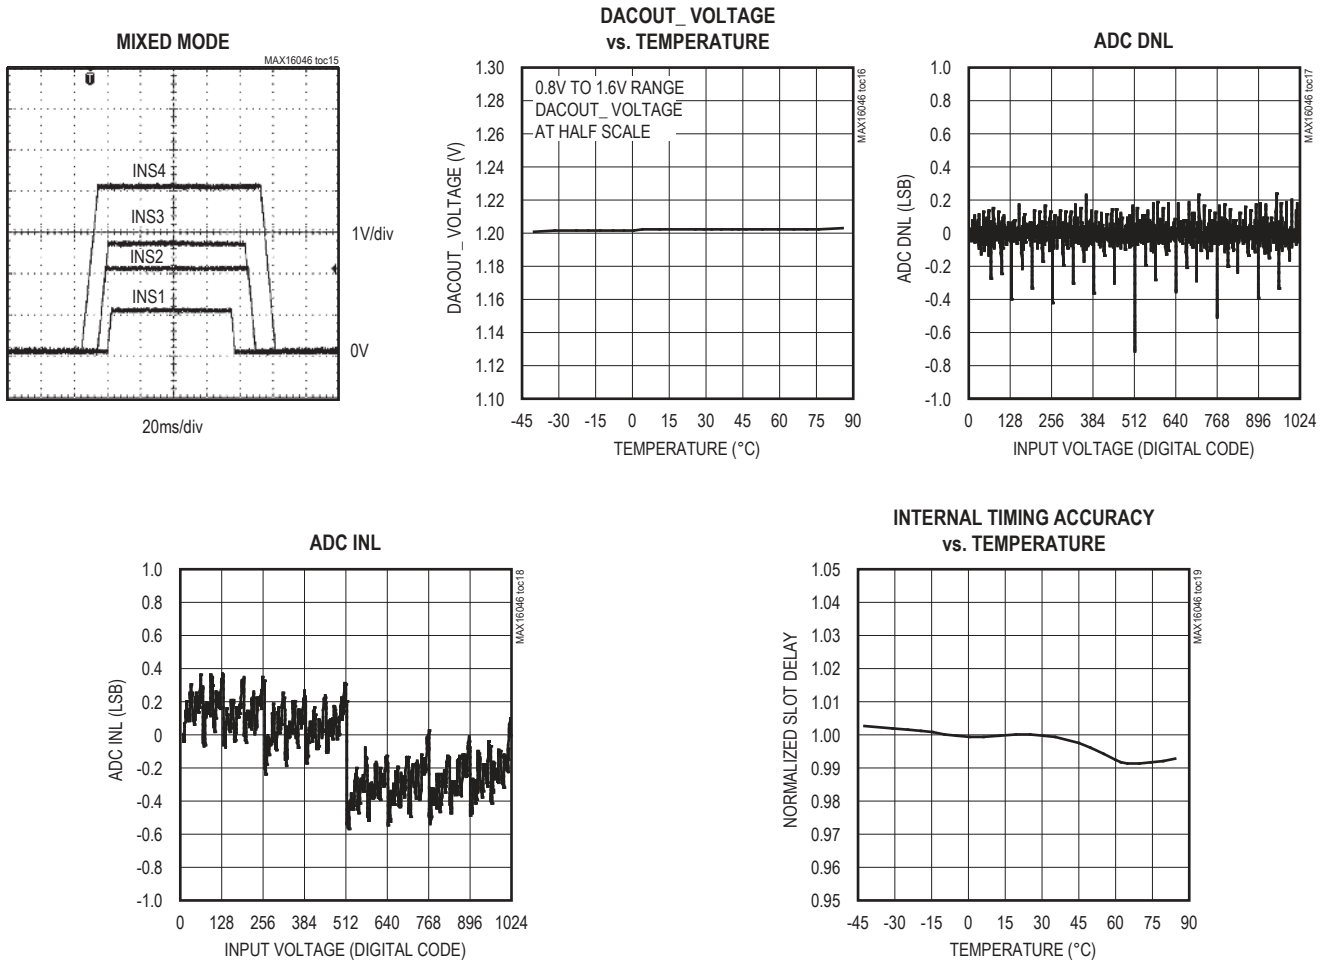 MIXED MODE
MAX16046 toc15
T
INS4
INS3
INS2
INS1
1V/div
0V
20ms/div
DACOUT_ VOLTAGE
vs. TEMPERATURE
MAX16046 toc16
0.8V TO 1.6V RANGE
DACOUT_ VOLTAGE
AT HALF SCALE
DACOUT_ VOLTAGE (V)
1.30
1.28
1.26
1.24
1.22
1.20
1.18
1.16
1.14
1.12
1.10
-45 -30 -15 0 15 30 45 60 75 90
TEMPERATURE (°C)
ADC DNL
MAX16046 toc17
ADC DNL (LSB)
1.0
0.8
0.6
0.4
0.2
0
-0.2
-0.4
-0.6
-0.8
-1.0
0 128 256 384 512 640 768 896 1024
INPUT VOLTAGE (DIGITAL CODE)
ADC INL
MAX16046 toc18
ADC INL (LSB)
1.0
0.8
0.6
0.4
0.2
0
-0.2
-0.4
-0.6
-0.8
-1.0
0 128 256 384 512 640 768 896 1024
INPUT VOLTAGE (DIGITAL CODE)
INTERNAL TIMING ACCURACY
vs. TEMPERATURE
MAX16046 toc19
NORMALIZED SLOT DELAY
1.05
1.04
1.03
1.02
1.01
1.00
0.99
0.98
0.97
0.96
0.95
-45 -30 -15 0 15 30 45 60 75 90
TEMPERATURE (°C)